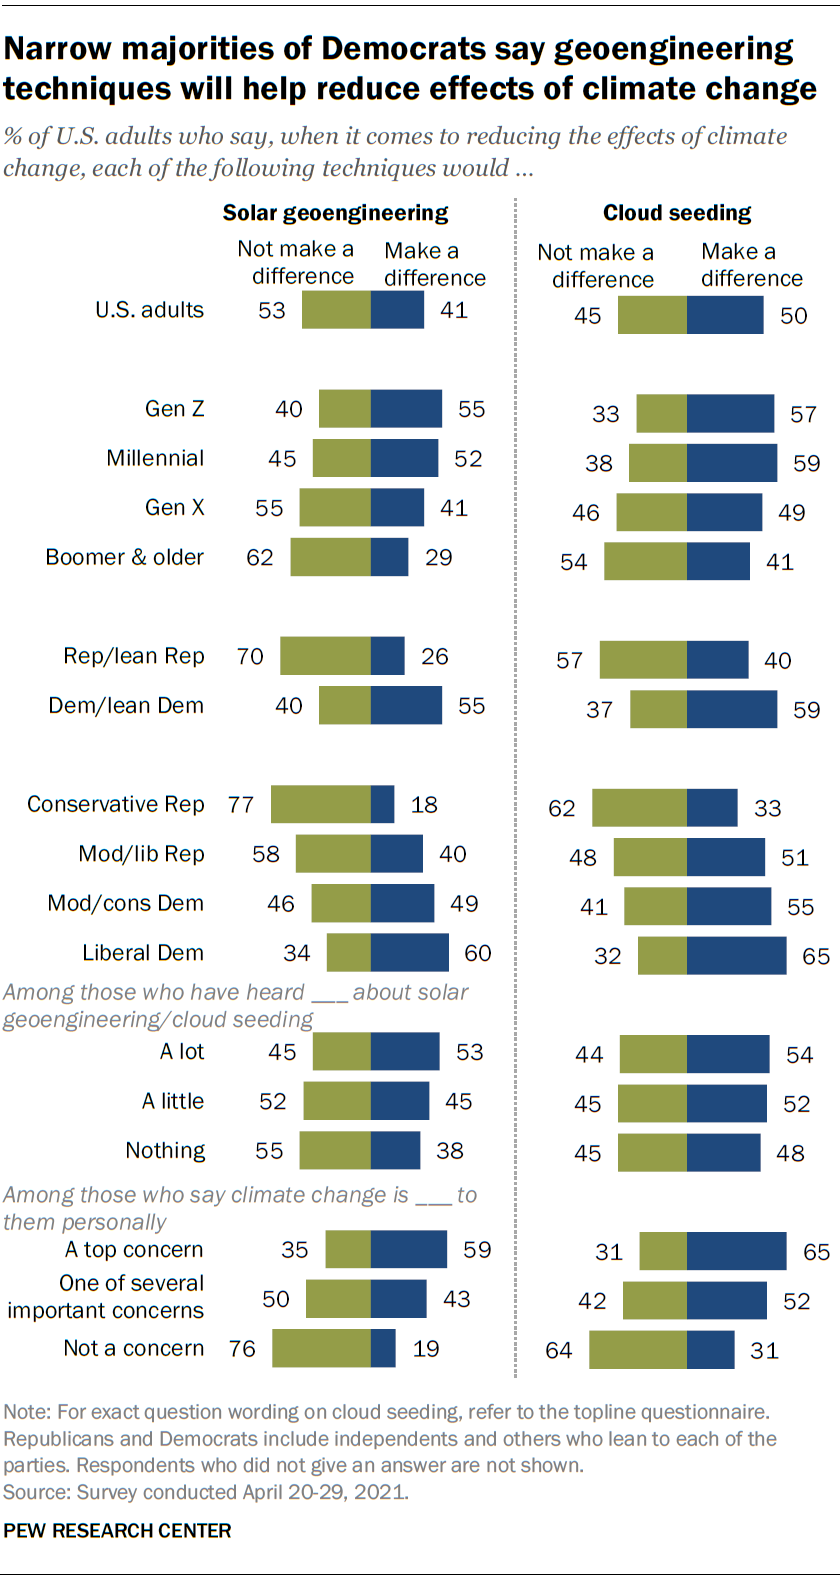 Narrow majorities of Democrats say geoengineering
techniques will help reduce effects of climate change
% of U.S. adults who say, when it comes to reducing the effects of climate
change, each of the following techniques would ...
Solar geoengineering Cloud seeding
Not make a difference Make a difference Not make a difference Make a difference
U.S. adults 53 41 45 50
Gen Z 40 55 33 57
Millennial 45 52 38 59
Gen X 55 41 46 49
Boomer & older 62 29 54 41
Rep/lean Rep 70 26 57 40
Dem/lean Dem 40 55 37 59
Conservative Rep 77 18 62 33
Mod/lib Rep 58 40 48 51
Mod/cons Dem 46 49 41 55
Liberal Dem 34 60 32 65
Among those who have heard ___ about solar
geoengineering/cloud seeding
A lot 45 53 44 54
A little 52 45 45 52
Nothing 55 38 45 48
Among those who say climate change is ___ to
them personally
A top concern 35 59 31 65
One of several
important concerns 50 43 42 52
Not a concern 76 19 64 31
Note: For exact question wording on cloud seeding, refer to the topline questionnaire.
Republicans and Democrats include independents and others who lean to each of the
parties. Respondents who did not give an answer are not shown.
Source: Survey conducted April 20-29, 2021.
PEW RESEARCH CENTER